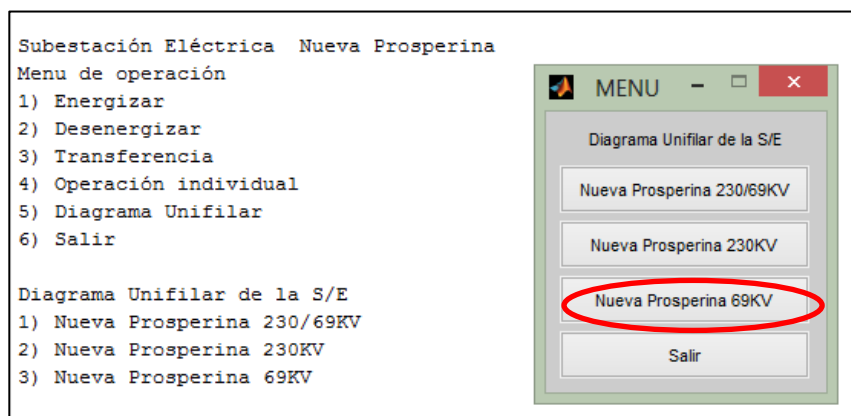 Subestación Eléctrica  Nueva Prosperina
Menu de operación
1) Energizar
2) Desenergizar
3) Transferencia
4) Operación individual
5) Diagrama Unifilar
6) Salir
Diagrama Unifilar de la S/E
1) Nueva Prosperina 230/69KV
2) Nueva Prosperina 230KV
3) Nueva Prosperina 69KV
MENU
Diagrama Unifilar de la S/E
Nueva Prosperina 230/69KV
Nueva Prosperina 230KV
Nueva Prosperina 69KV
Salir